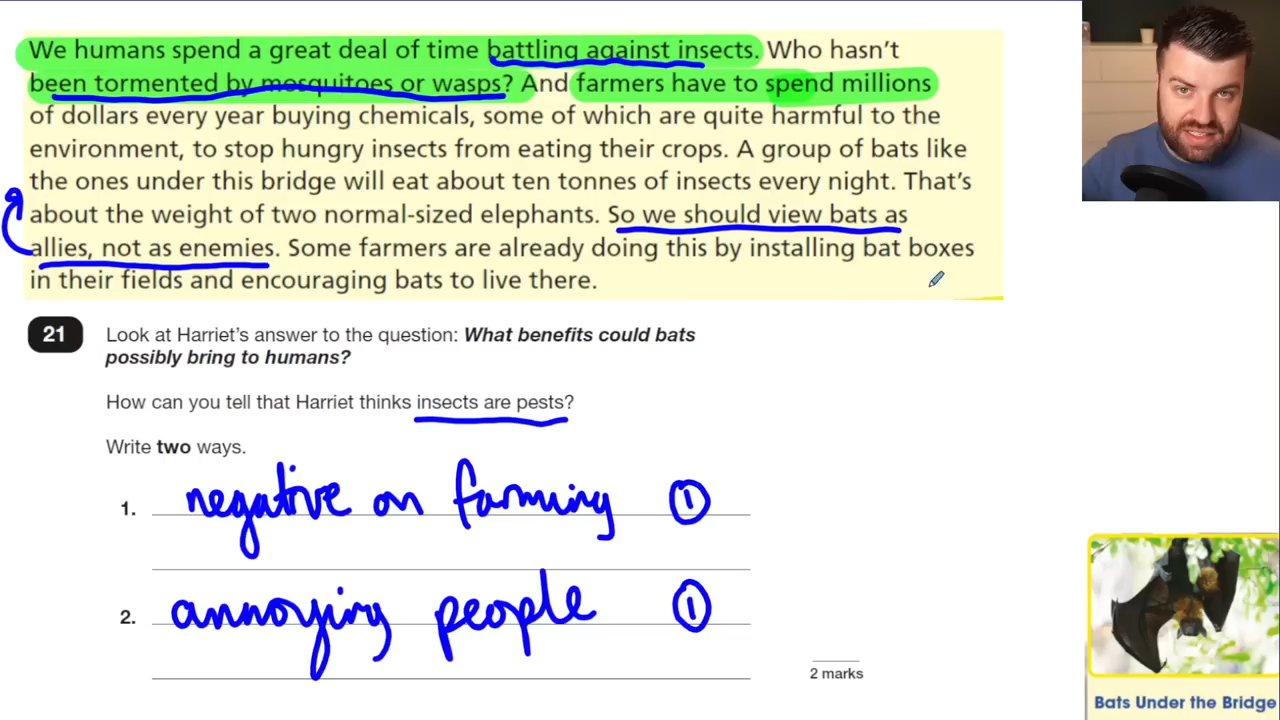 We humans spend a great deal of time battling against insects. Who hasn't
been tormented by mosquitoes or wasps? And farmers have to spend millions
of dollars every year buying chemicals, some of which are quite harmful to the
environment, to stop hungry insects from eating their crops. A group of bats like
the ones under this bridge will eat about ten tonnes of insects every night. That's
about the weight of two normal-sized elephants. So we should view bats as
allies, not as enemies. Some farmers are already doing this by installing bat boxes
in their fields and encouraging bats to live there.
21 Look at Harriet's answer to the question: What benefits could bats
possibly bring to humans?
How can you tell that Harriet thinks insects are pests?
Write two ways.
1. negative on farming 1
2. annoying people 1
2 marks
Bats Under the Bridge